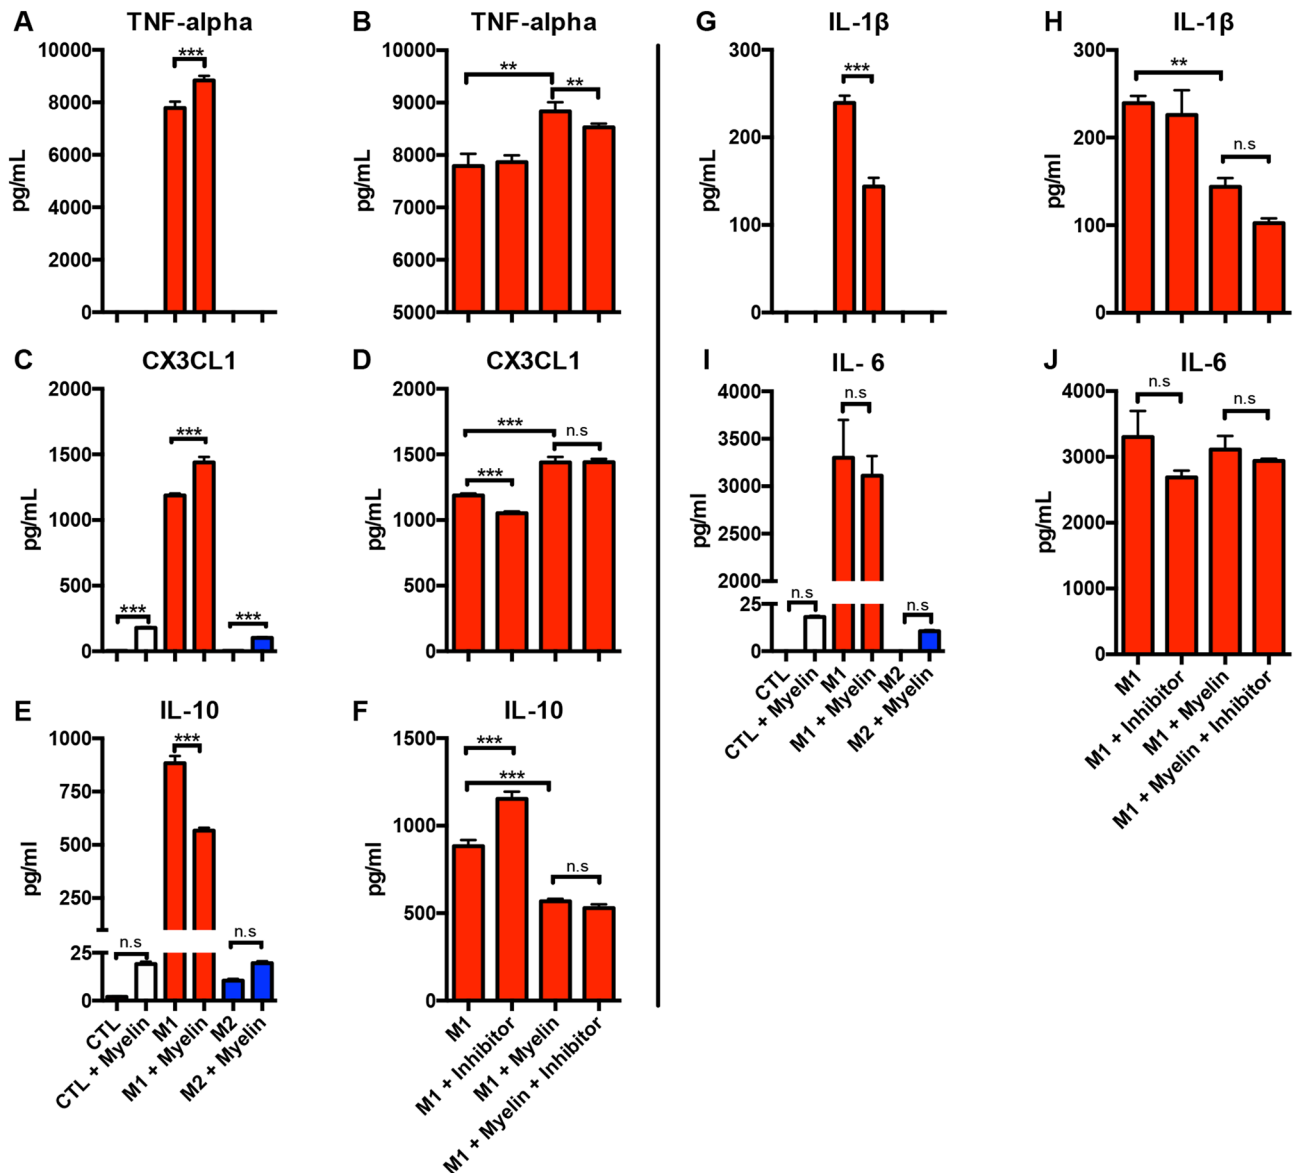 A TNF-alpha
10000
8000
6000
4000
2000
0
pg/mL
***
B TNF-alpha
10000
9000
8000
7000
6000
5000
pg/mL
**
**
G IL-1β
300
200
100
0
pg/mL
***
H IL-1β
300
200
100
0
pg/ml
**
n.s
C CX3CL1
2000
1500
1000
500
0
pg/mL
***
***
***
D CX3CL1
2000
1500
1000
500
0
pg/mL
***
***
n.s
I IL- 6
4000
3500
3000
2500
2000
25
0
pg/ml
n.s
n.s
n.s
CTL
CTL + Myelin
M1
M1 + Myelin
M2
M2 + Myelin
J IL-6
4000
3000
2000
1000
0
pg/mL
n.s
n.s
M1
M1 + Inhibitor
M1 + Myelin
M1 + Myelin + Inhibitor
E IL-10
1000
750
500
250
25
0
pg/ml
***
n.s
n.s
CTL
CTL + Myelin
M1
M1 + Myelin
M2
M2 + Myelin
F IL-10
1500
1000
500
0
pg/ml
***
***
n.s
M1
M1 + Inhibitor
M1 + Myelin
M1 + Myelin + Inhibitor